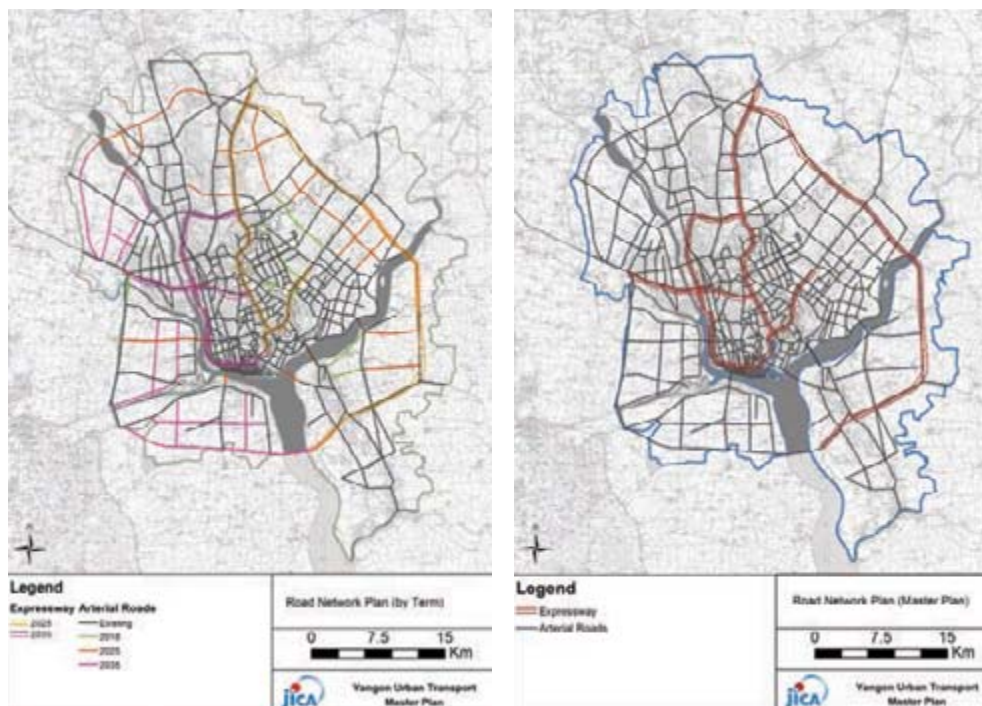 Legend
Expressway Arterial Roads
2025
Existing
2035
2018
2025
2035
Road Network Plan (by Term)
0 7.5 15
Km
JICA
Yangon Urban Transport
Master Plan
Legend
Expressway
Arterial Roads
Road Network Plan (Master Plan)
0 7.5 15
Km
JICA
Yangon Urban Transport
Master Plan